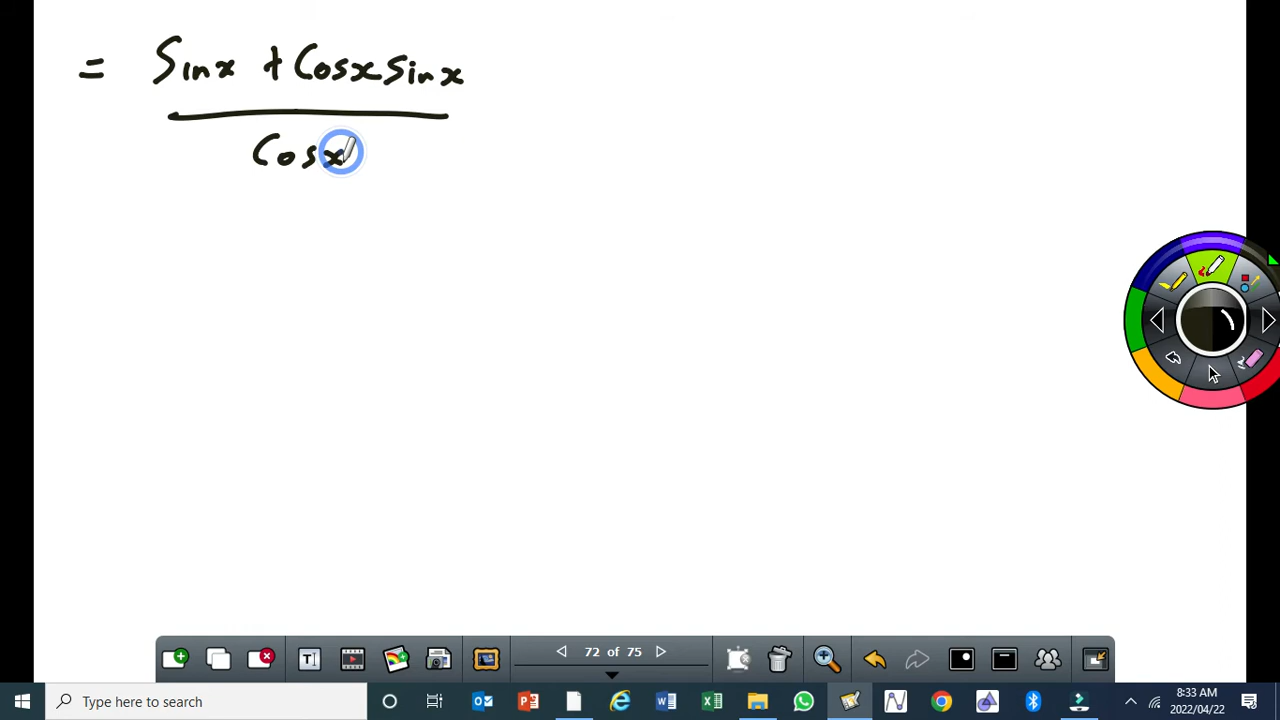 = Sinx + Cosx sinx
Cosx
72 of 75
Type here to search
8:33 AM
2022/04/22